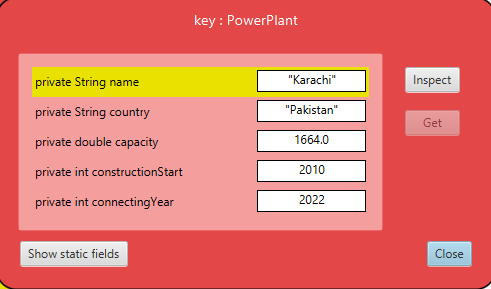 key : PowerPlant
private String name "Karachi" Inspect
private String country "Pakistan" Get
private double capacity 1664.0
private int constructionStart 2010
private int connectingYear 2022
Show static fields Close